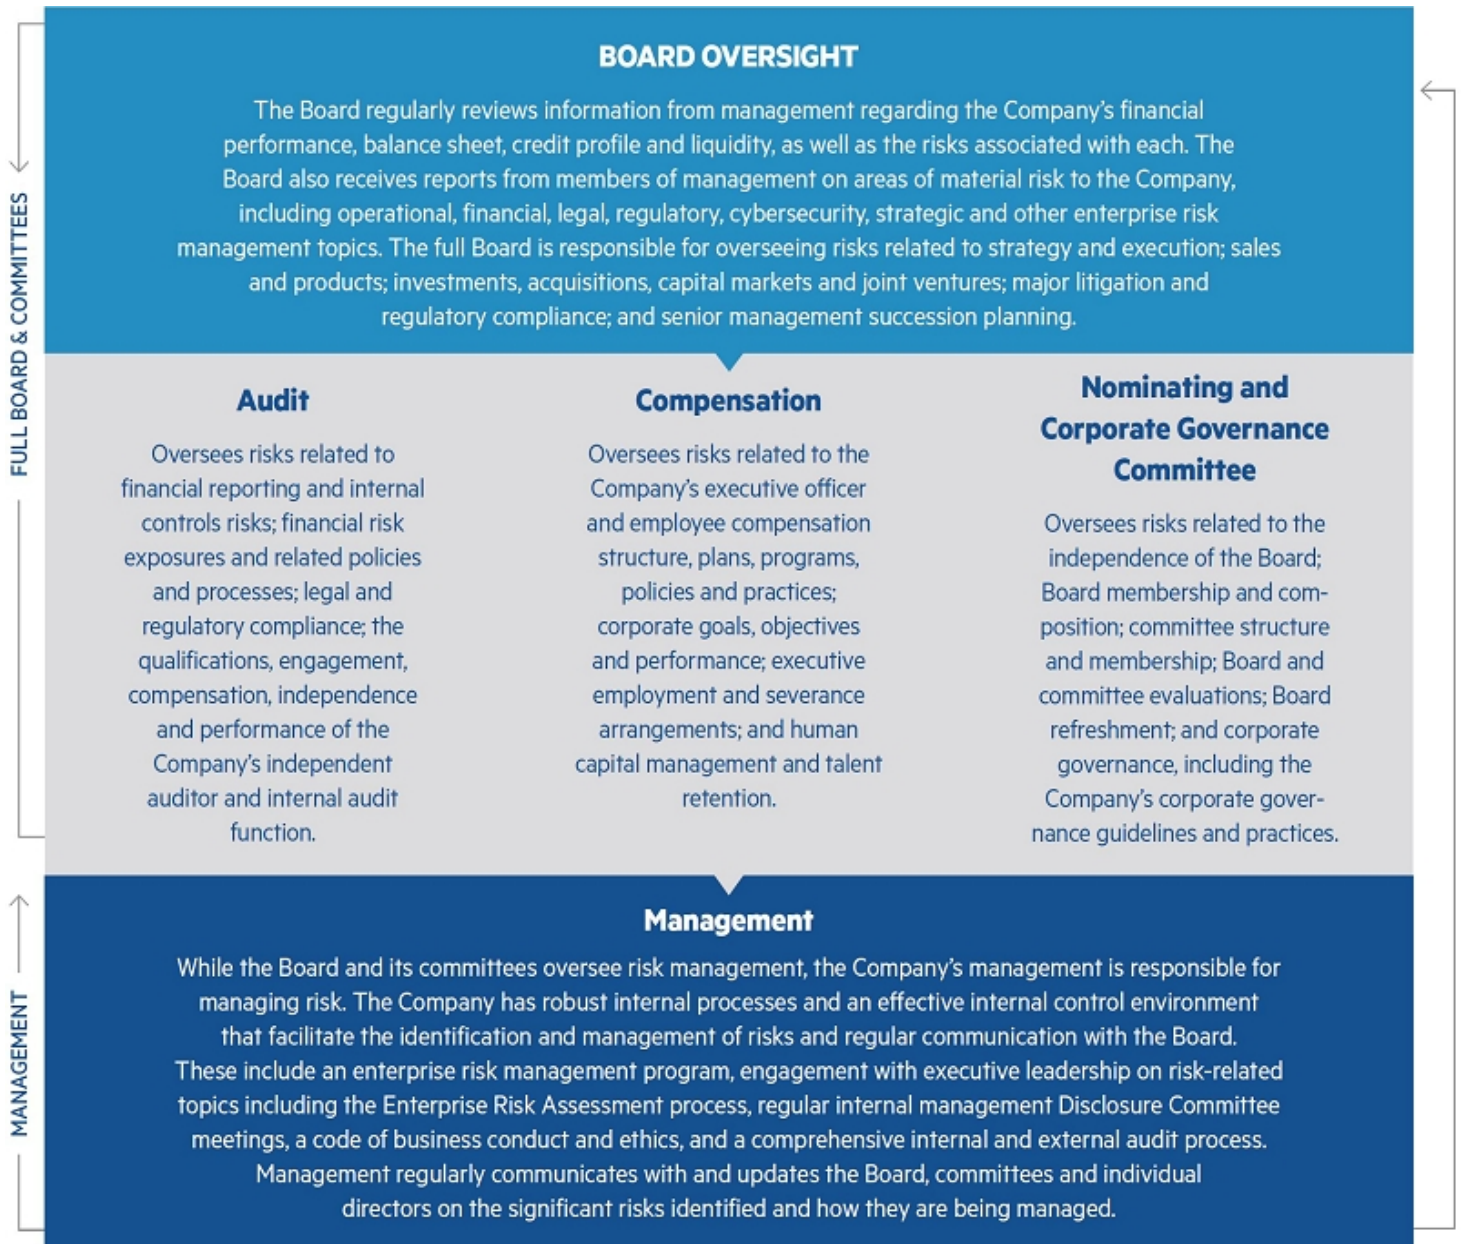 BOARD OVERSIGHT
The Board regularly reviews information from management regarding the Company's financial
performance, balance sheet, credit profile and liquidity, as well as the risks associated with each. The
Board also receives reports from members of management on areas of material risk to the Company,
including operational, financial, legal, regulatory, cybersecurity, strategic and other enterprise risk
management topics. The full Board is responsible for overseeing risks related to strategy and execution; sales
and products; investments, acquisitions, capital markets and joint ventures; major litigation and
regulatory compliance; and senior management succession planning.
FULL BOARD & COMMITTEES
Audit
Oversees risks related to
financial reporting and internal
controls risks; financial risk
exposures and related policies
and processes; legal and
regulatory compliance; the
qualifications, engagement,
compensation, independence
and performance of the
Company's independent
auditor and internal audit
function.
Compensation
Oversees risks related to the
Company's executive officer
and employee compensation
structure, plans, programs,
policies and practices;
corporate goals, objectives
and performance; executive
employment and severance
arrangements; and human
capital management and talent
retention.
Nominating and
Corporate Governance
Committee
Oversees risks related to the
independence of the Board;
Board membership and com-
position; committee structure
and membership; Board and
committee evaluations; Board
refreshment; and corporate
governance, including the
Company's corporate gover-
nance guidelines and practices.
MANAGEMENT
Management
While the Board and its committees oversee risk management, the Company's management is responsible for
managing risk. The Company has robust internal processes and an effective internal control environment
that facilitate the identification and management of risks and regular communication with the Board.
These include an enterprise risk management program, engagement with executive leadership on risk-related
topics including the Enterprise Risk Assessment process, regular internal management Disclosure Committee
meetings, a code of business conduct and ethics, and a comprehensive internal and external audit process.
Management regularly communicates with and updates the Board, committees and individual
directors on the significant risks identified and how they are being managed.